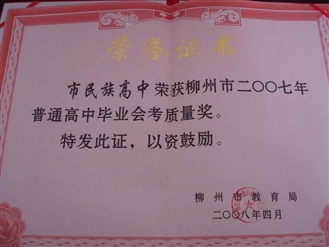 荣誉证书
市民族高中荣获柳州市二〇〇七年
普通高中毕业会考质量奖。
特发此证，以资鼓励。
柳州市教育局
二〇〇八年四月